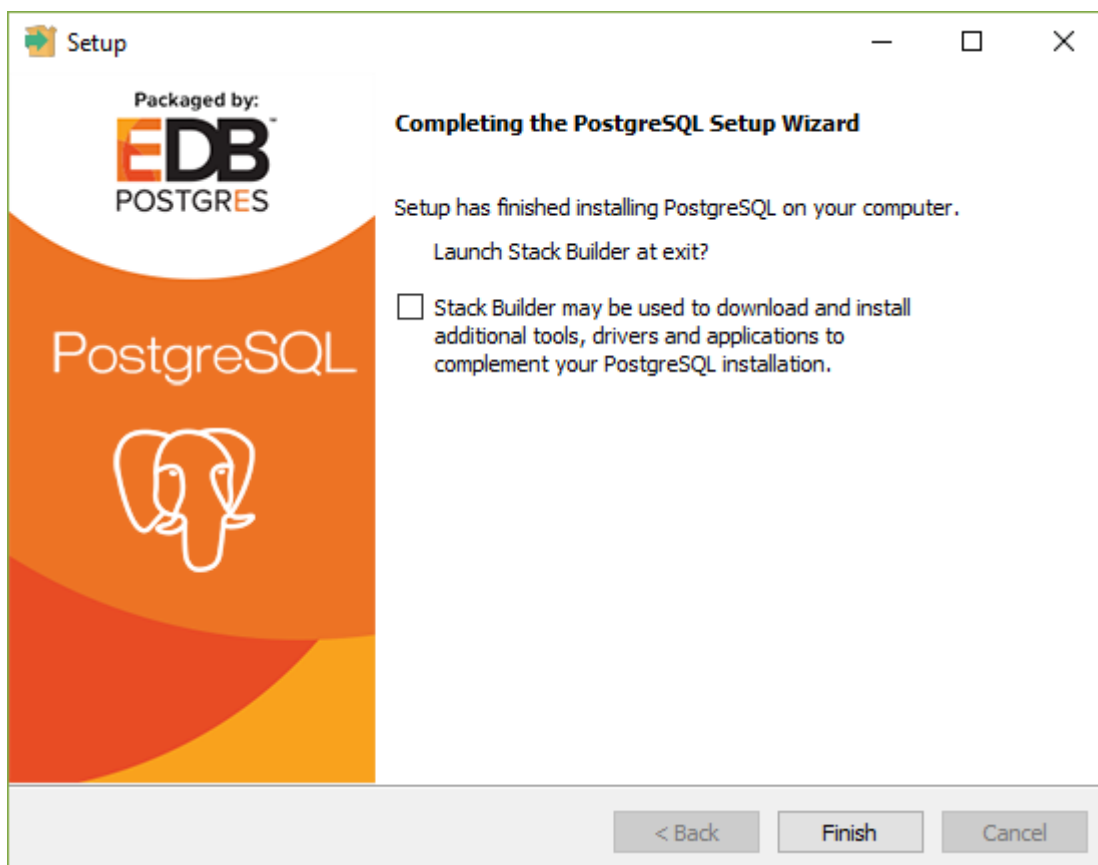 Setup
Packaged by:
EDB™
POSTGRES
PostgreSQL
Completing the PostgreSQL Setup Wizard
Setup has finished installing PostgreSQL on your computer.
Launch Stack Builder at exit?
Stack Builder may be used to download and install
additional tools, drivers and applications to
complement your PostgreSQL installation.
< Back
Finish
Cancel